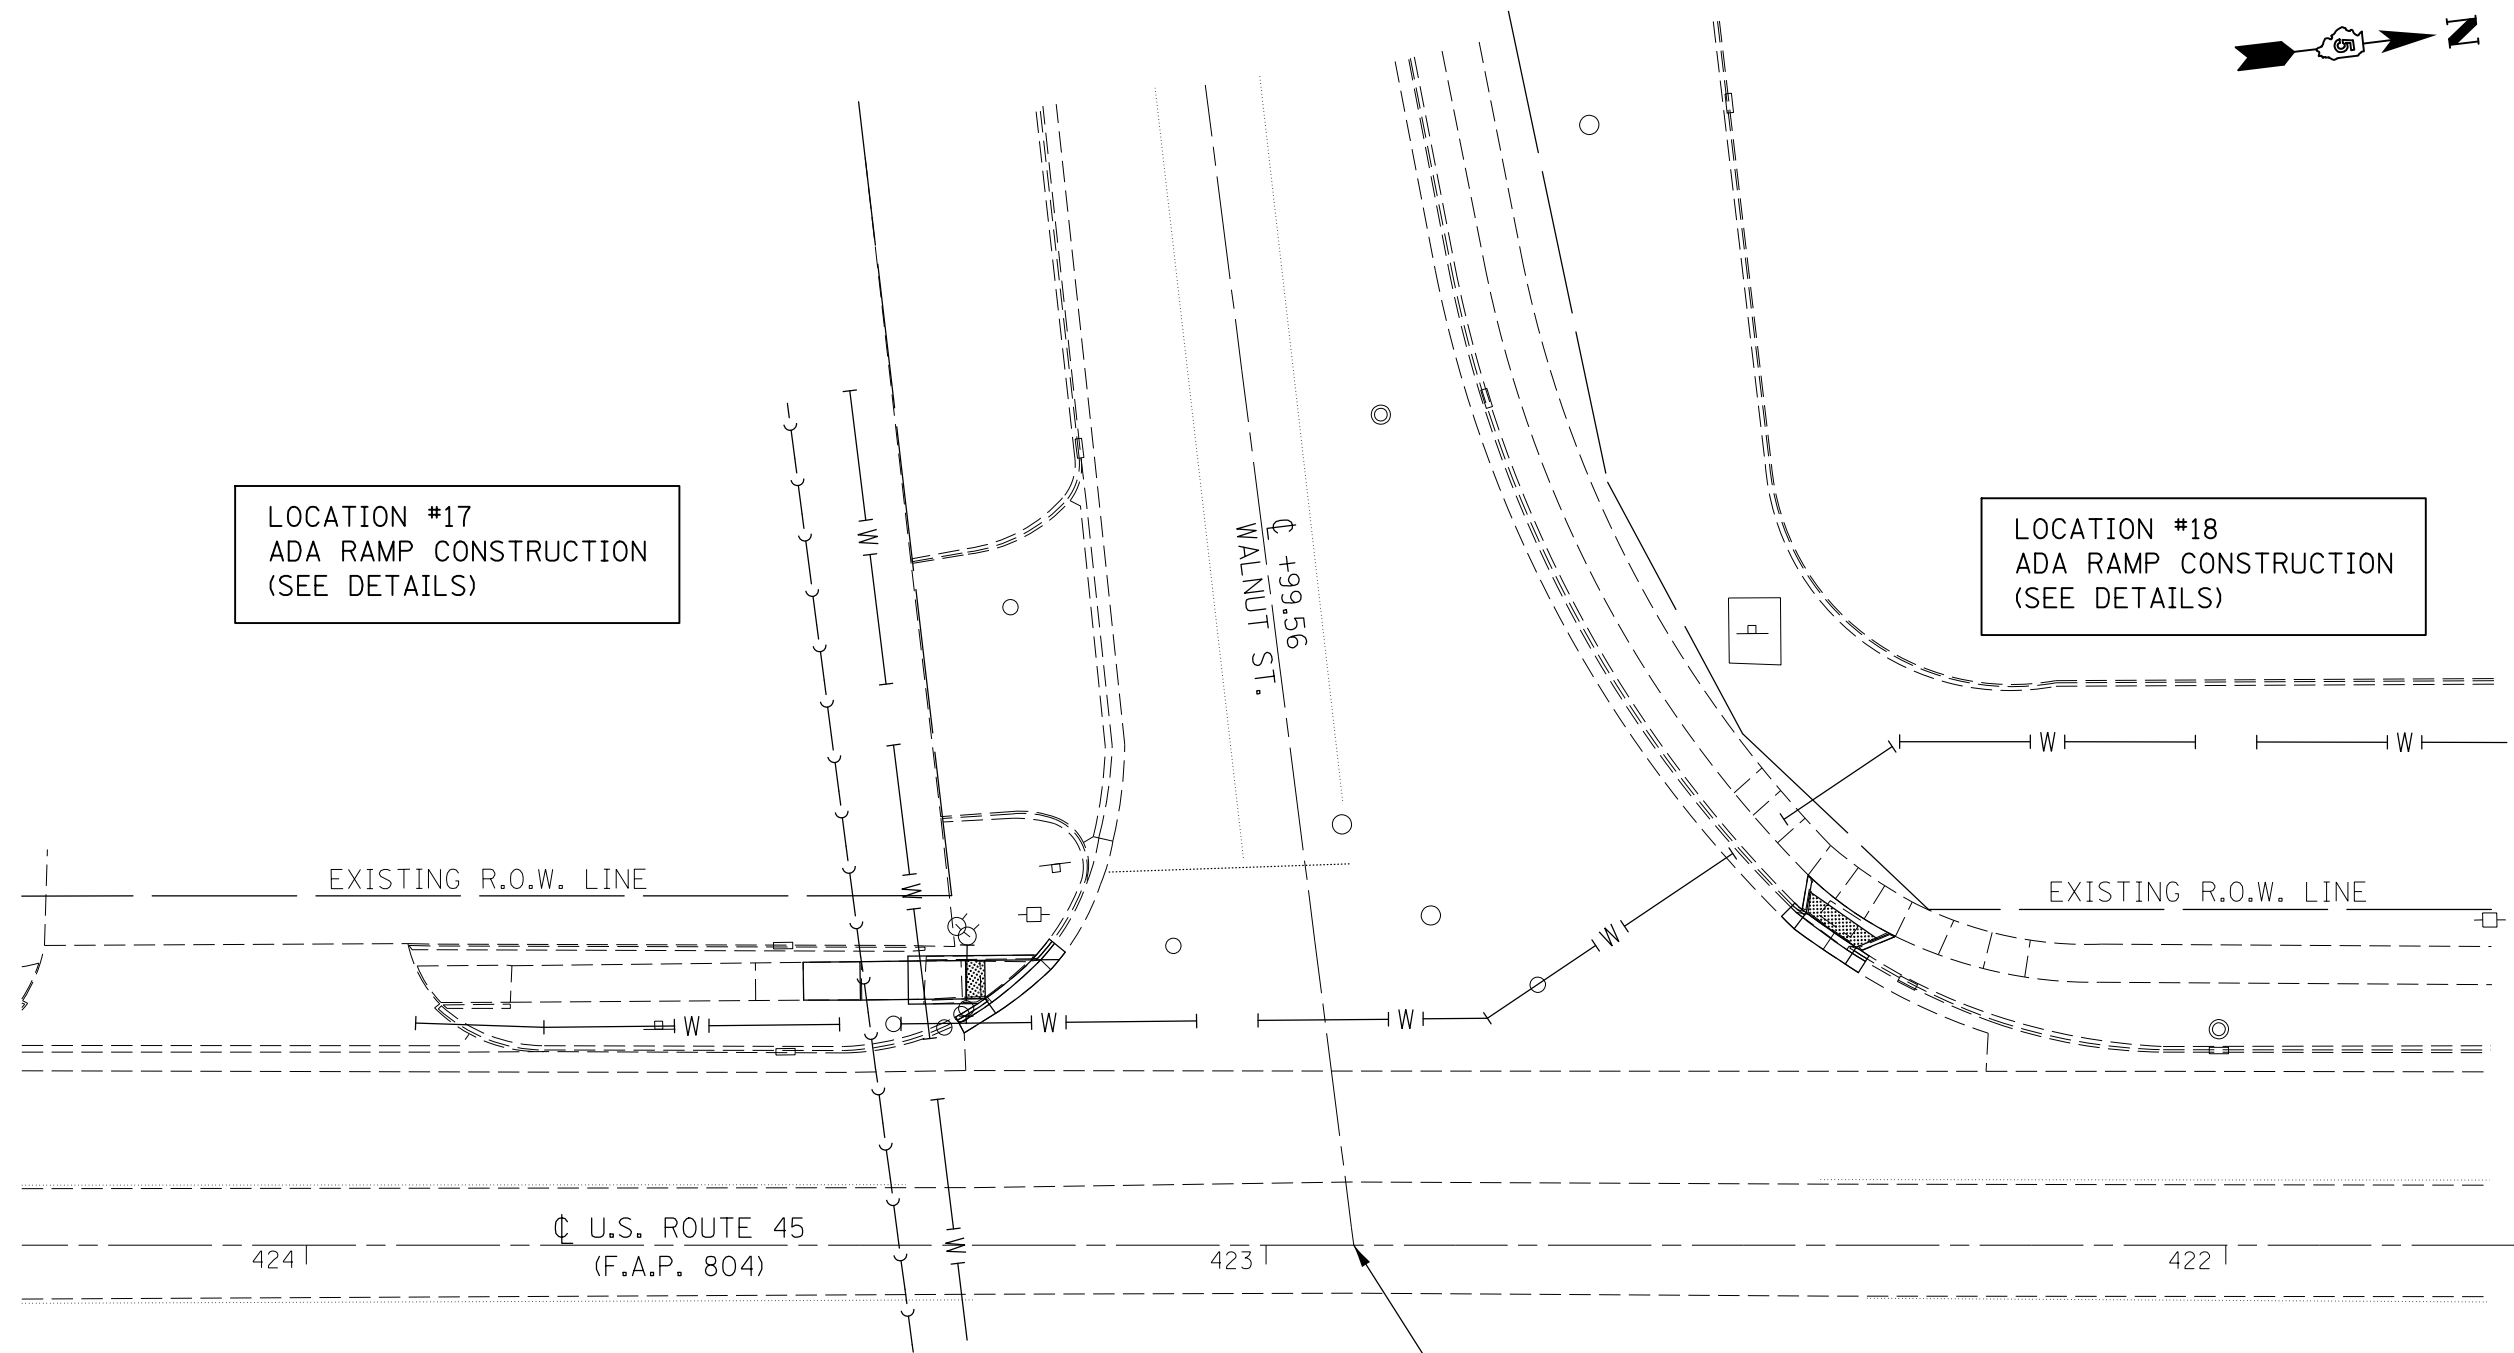 N
5
LOCATION #17
ADA RAMP CONSTRUCTION
(SEE DETAILS)
LOCATION #18
ADA RAMP CONSTRUCTION
(SEE DETAILS)
℄ +99.56
WALNUT ST.
W
W
W
W
EXISTING R.O.W. LINE
W
EXISTING R.O.W. LINE
W
W
W
W
℄ U.S. ROUTE 45
(F.A.P. 804)
W
424
423
422